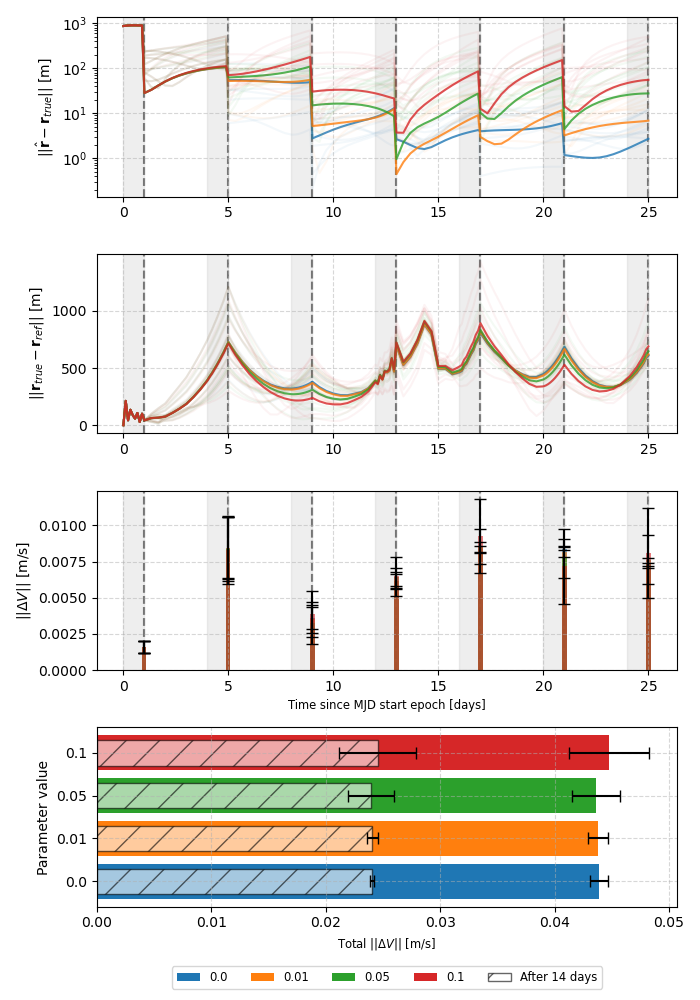 ||r̂ − r_true|| [m]
10³
10²
10¹
10⁰
0 5 10 15 20 25
||r_true − r_ref|| [m]
1000
500
0
0 5 10 15 20 25
||ΔV|| [m/s]
0.0100
0.0075
0.0050
0.0025
0.0000
0 5 10 15 20 25
Time since MJD start epoch [days]
Parameter value
0.1
0.05
0.01
0.0
0.00 0.01 0.02 0.03 0.04 0.05
Total ||ΔV|| [m/s]
0.0 0.01 0.05 0.1 After 14 days